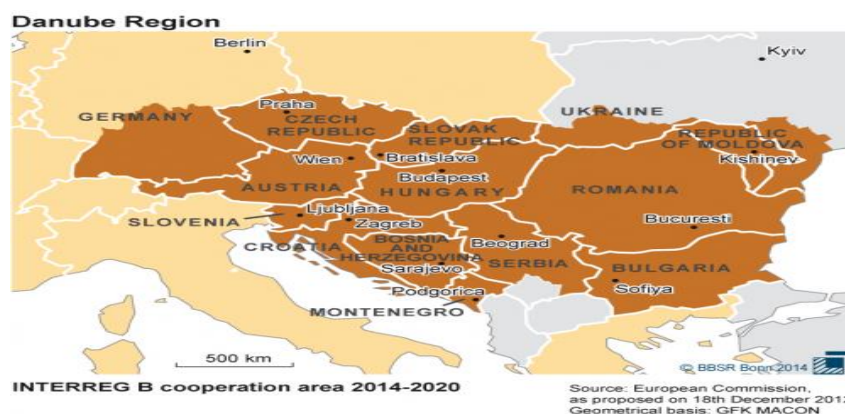 Danube Region
Berlin
Kyiv
GERMANY
Praha
CZECH
REPUBLIC
SLOVAK
REPUBLIC
UKRAINE
REPUBLIC
OF MOLDOVA
Kishinev
Wien
Bratislava
Budapest
AUSTRIA
HUNGARY
ROMANIA
SLOVENIA
Ljubljana
Zagreb
Bucuresti
CROATIA
BOSNIA
AND
HERZEGOVINA
Beograd
Sarajevo
SERBIA
BULGARIA
Sofiya
Podgorica
MONTENEGRO
500 km
© BBSR Bonn 2014
INTERREG B cooperation area 2014-2020
Source: European Commission,
as proposed on 18th December 2013
Geometrical basis: GFK MACON